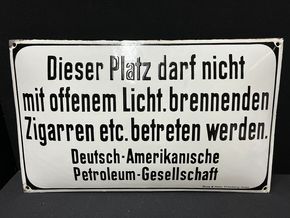 Dieser Platz darf nicht
mit offenem Licht. brennenden
Zigarren etc. betreten werden.
Deutsch-Amerikanische
Petroleum-Gesellschaft